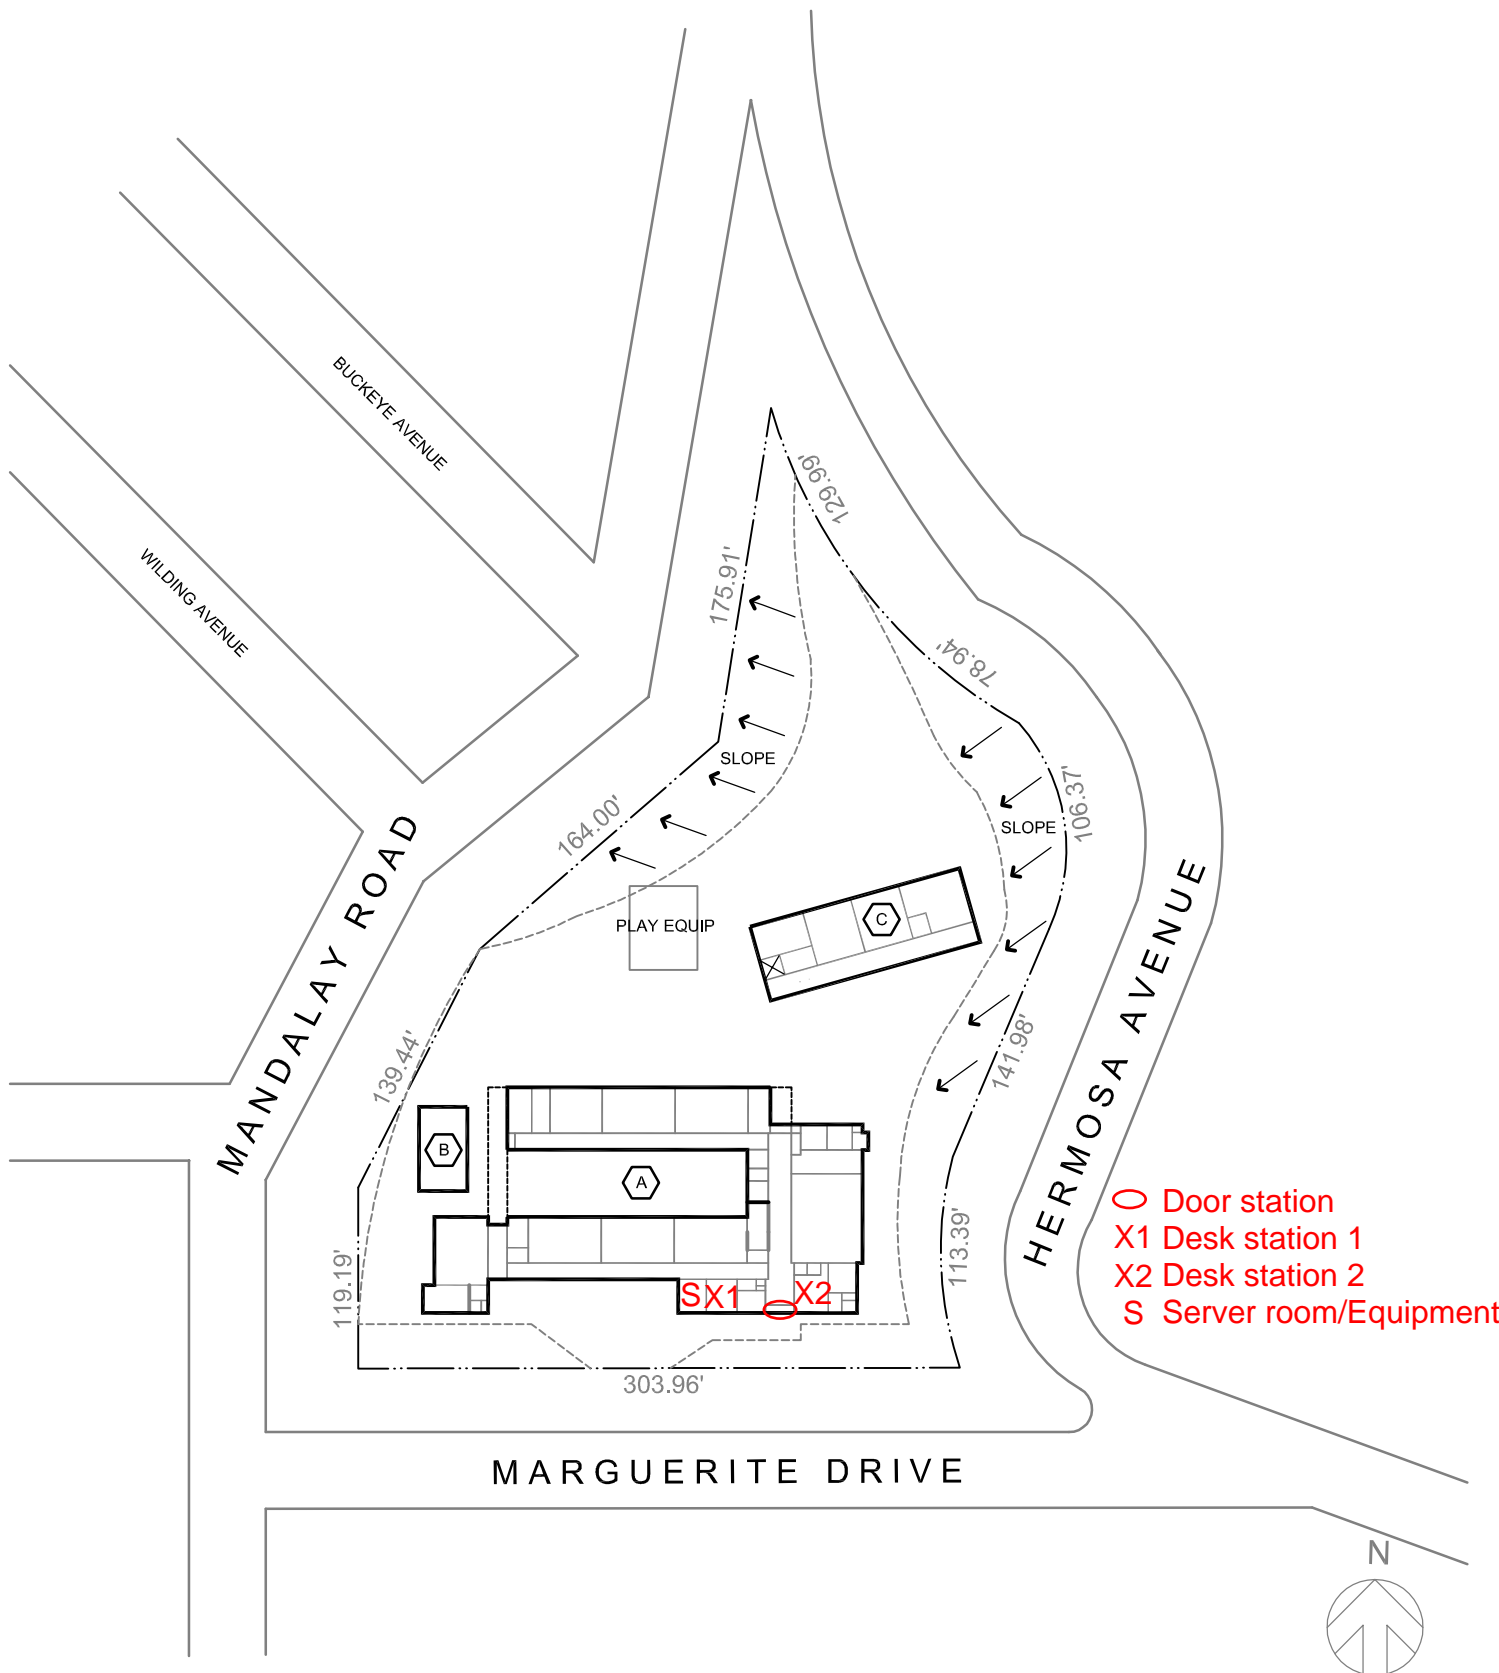 BUCKEYE AVENUE
WILDING AVENUE
129.99'
175.91'
78.94'
SLOPE
106.37'
164.00'
SLOPE
MANDALAY ROAD
PLAY EQUIP
C
HERMOSA AVENUE
139.44'
141.98'
B
A
Door station
X1 Desk station 1
X2 Desk station 2
S Server room/Equipment
113.39'
119.19'
S X1 X2
303.96'
MARGUERITE DRIVE
N